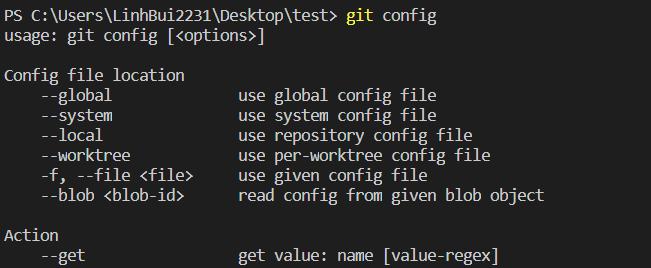 PS C:\Users\LinhBui2231\Desktop\test> git config
usage: git config [<options>]

Config file location
    --global              use global config file
    --system              use system config file
    --local               use repository config file
    --worktree            use per-worktree config file
    -f, --file <file>     use given config file
    --blob <blob-id>      read config from given blob object

Action
    --get                 get value: name [value-regex]